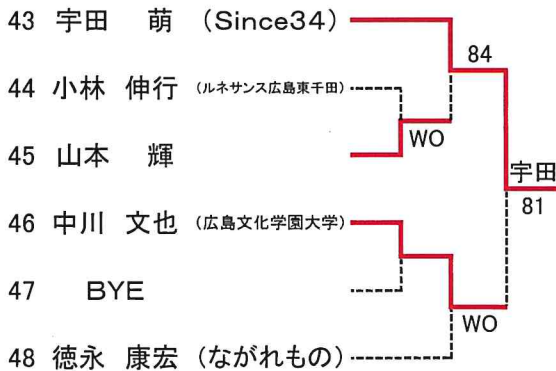 43 宇田 萌 (Since34)
84
44 小林 伸行 (ルネサンス広島東千田)
WO
45 山本 輝
宇田
81
46 中川 文也 (広島文化学園大学)
47 BYE
WO
48 徳永 康宏 (ながれもの)